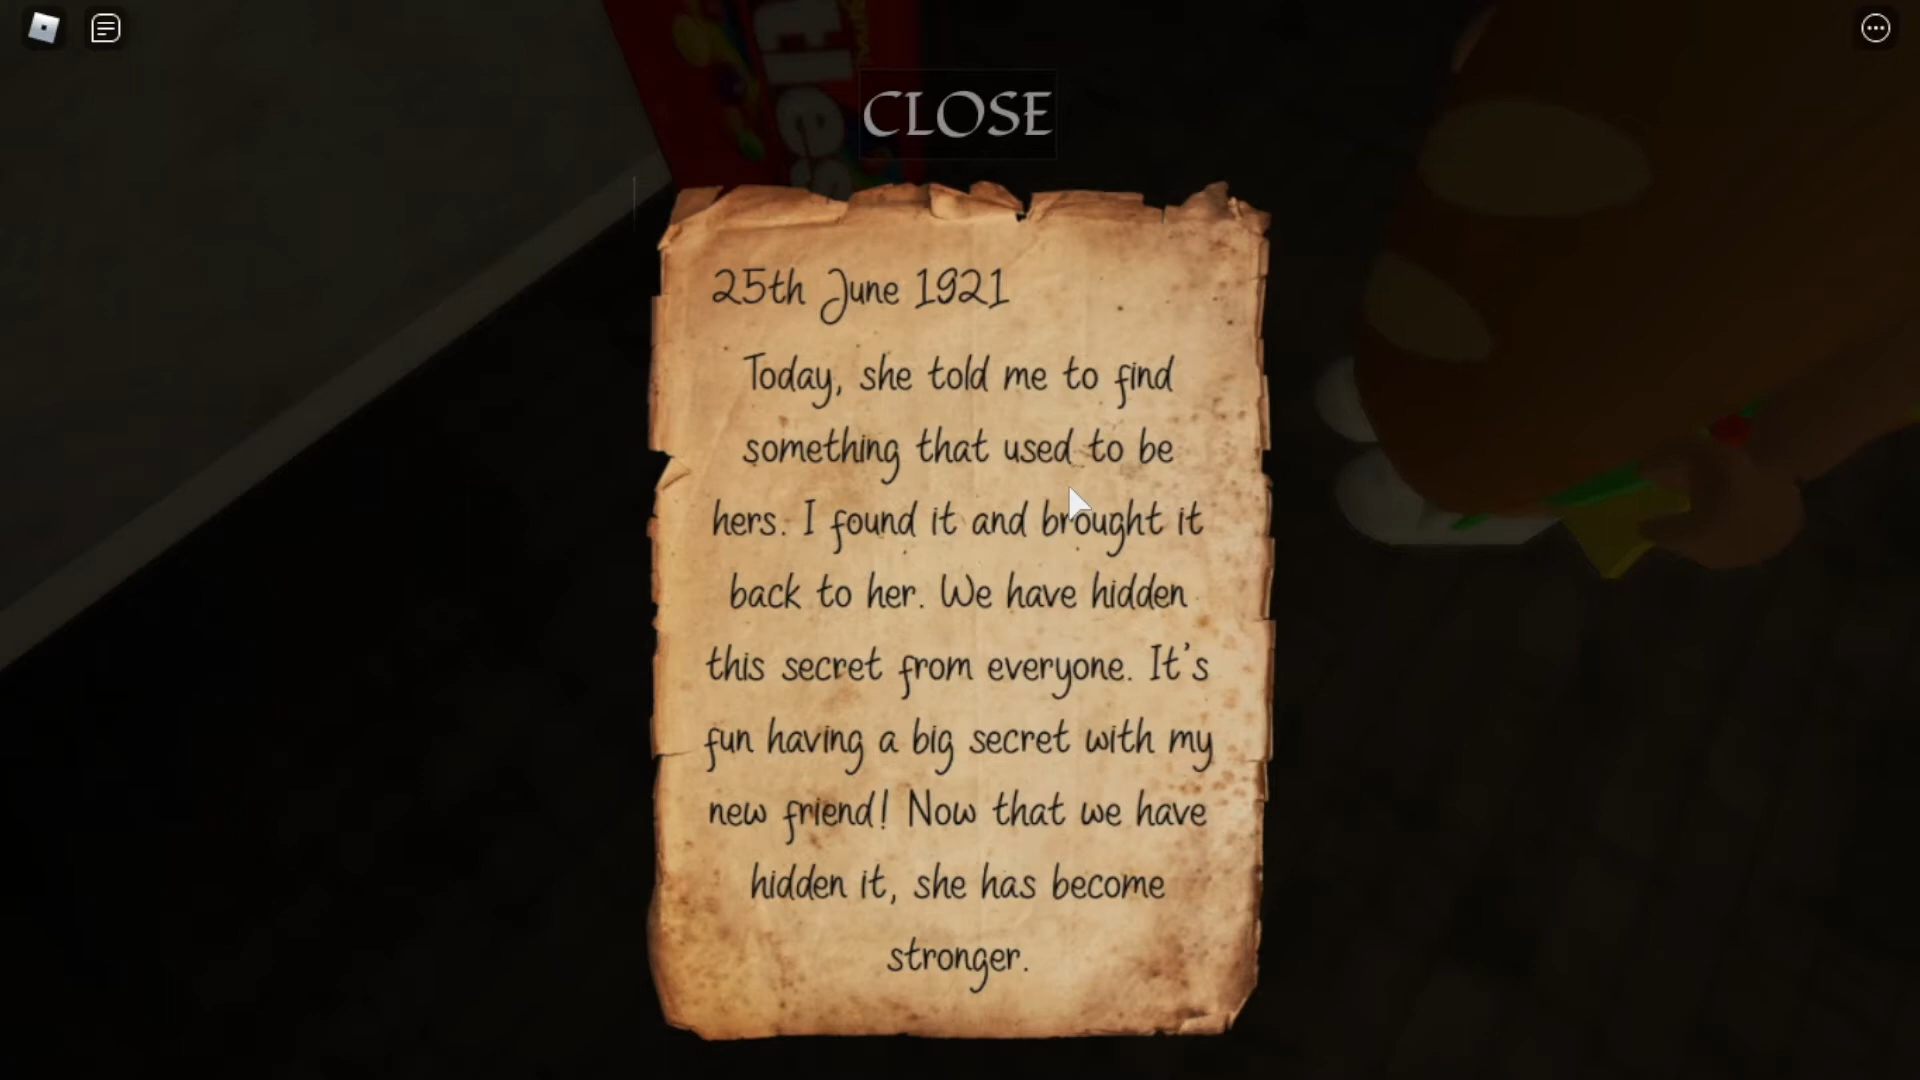 CLOSE
25th June 1921
Today, she told me to find
something that used to be
hers. I found it and brought it
back to her. We have hidden
this secret from everyone. It's
fun having a big secret with my
new friend! Now that we have
hidden it, she has become
stronger.